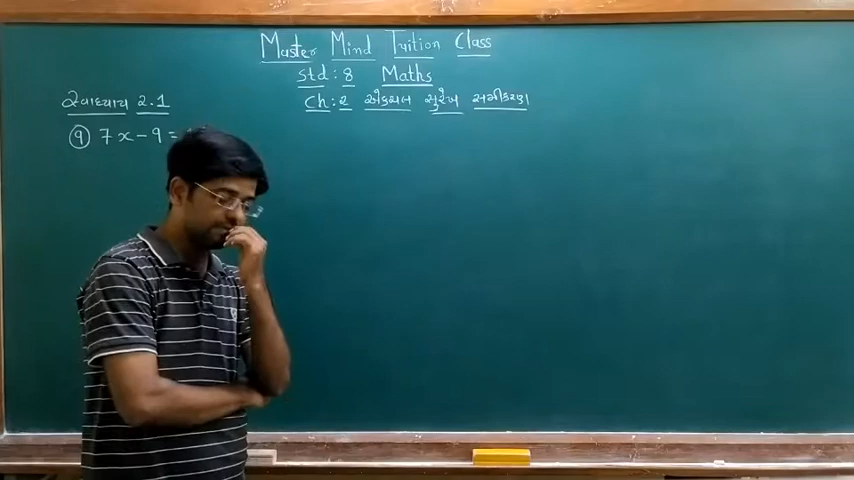 Master Mind Tuition Class
Std : 8 Maths
Ch : 2 એકચલ સુરેખ સમીકરણ
સ્વાધ્યાય 2.1
(9) 7x - 9 =